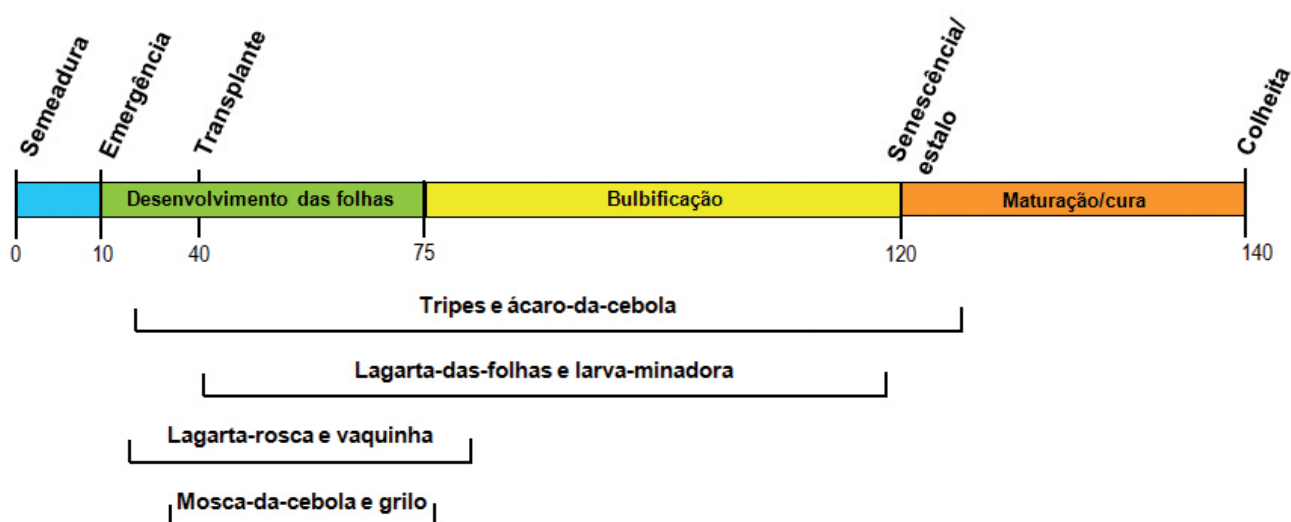 Semeadura
Emergência
Transplante
Senescência/
estalo
Colheita
Desenvolvimento das folhas
Bulbificação
Maturação/cura
0
10
40
75
120
140
Tripes e ácaro-da-cebola
Lagarta-das-folhas e larva-minadora
Lagarta-rosca e vaquinha
Mosca-da-cebola e grilo